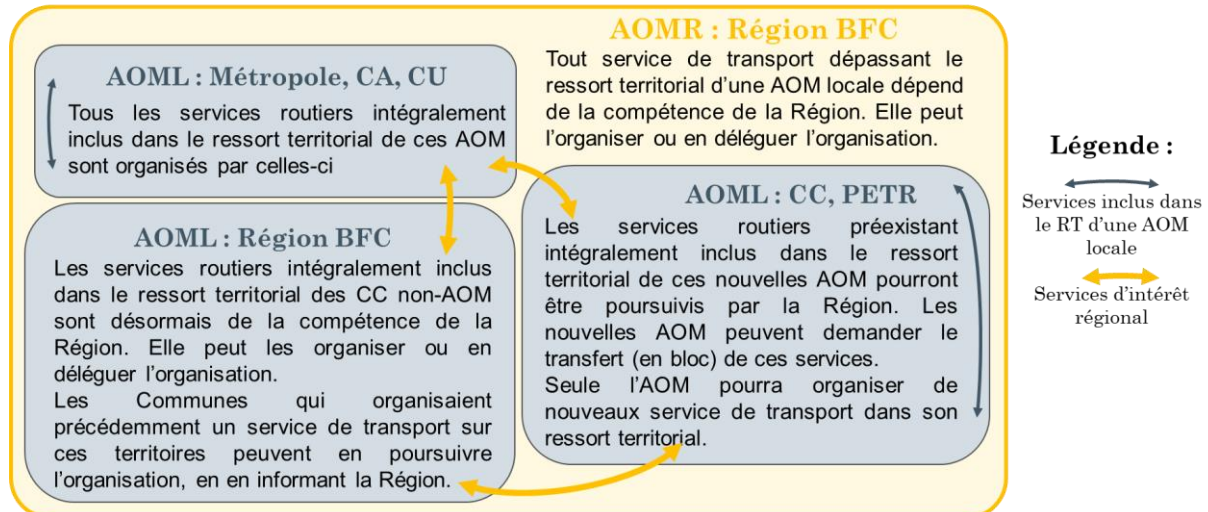 AOMR : Région BFC
Tout service de transport dépassant le
ressort territorial d'une AOM locale dépend
de la compétence de la Région. Elle peut
l'organiser ou en déléguer l'organisation.
AOML : Métropole, CA, CU
Tous les services routiers intégralement
inclus dans le ressort territorial de ces AOM
sont organisés par celles-ci
AOML : Région BFC
Les services routiers intégralement inclus
dans le ressort territorial des CC non-AOM
sont désormais de la compétence de la
Région. Elle peut les organiser ou en
déléguer l'organisation.
Les Communes qui organisaient
précédemment un service de transport sur
ces territoires peuvent en poursuivre
l'organisation, en en informant la Région.
AOML : CC, PETR
Les services routiers préexistant
intégralement inclus dans le ressort
territorial de ces nouvelles AOM pourront
être poursuivis par la Région. Les
nouvelles AOM peuvent demander le
transfert (en bloc) de ces services.
Seule l'AOM pourra organiser de
nouveaux service de transport dans son
ressort territorial.
Légende :
Services inclus dans
le RT d'une AOM
locale
Services d'intérêt
régional